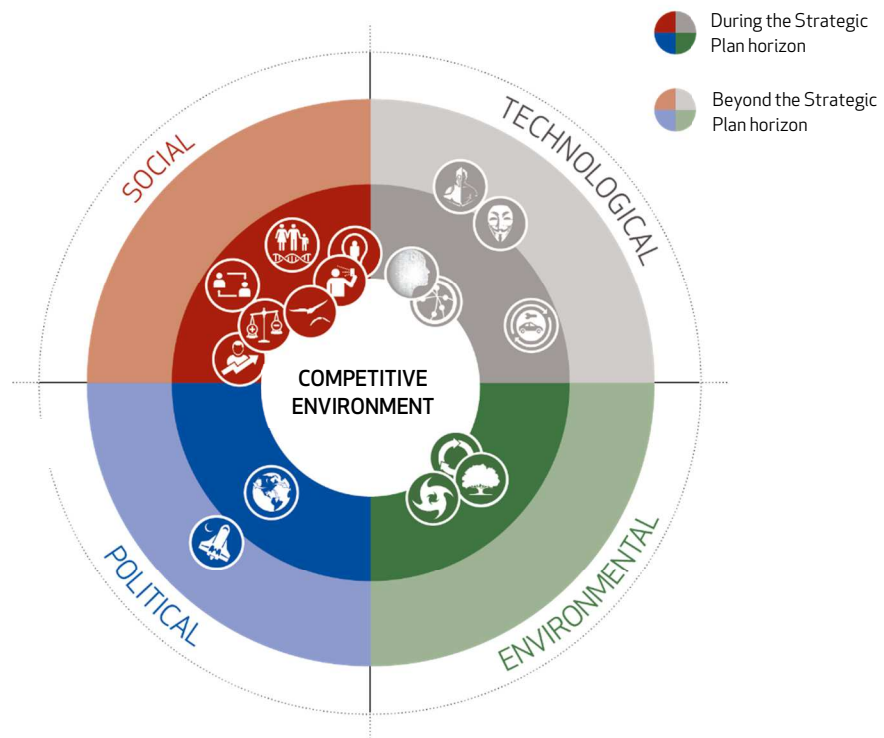 During the Strategic
Plan horizon
Beyond the Strategic
Plan horizon
SOCIAL
TECHNOLOGICAL
COMPETITIVE
ENVIRONMENT
POLITICAL
ENVIRONMENTAL